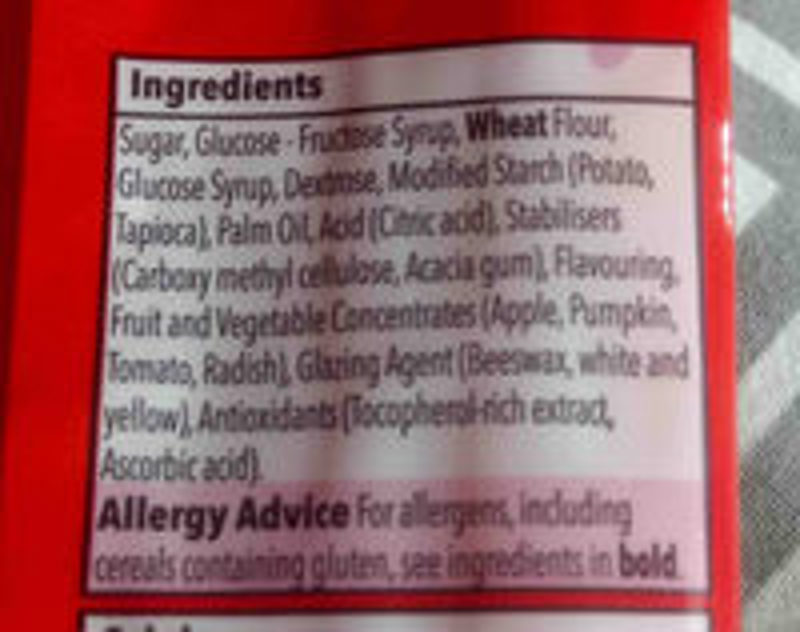 Ingredients
Sugar, Glucose - Fructose Syrup, Wheat Flour,
Glucose Syrup, Dextrose, Modified Starch (Potato,
Tapioca), Palm Oil, Acid (Citric acid), Stabilisers
(Carboxy methyl cellulose, Acacia gum), Flavouring,
Fruit and Vegetable Concentrates (Apple, Pumpkin,
Tomato, Radish), Glazing Agent (Beeswax, white and
yellow), Antioxidants (Tocopherol-rich extract,
Ascorbic acid).
Allergy Advice For allergens, including
cereals containing gluten, see ingredients in bold.